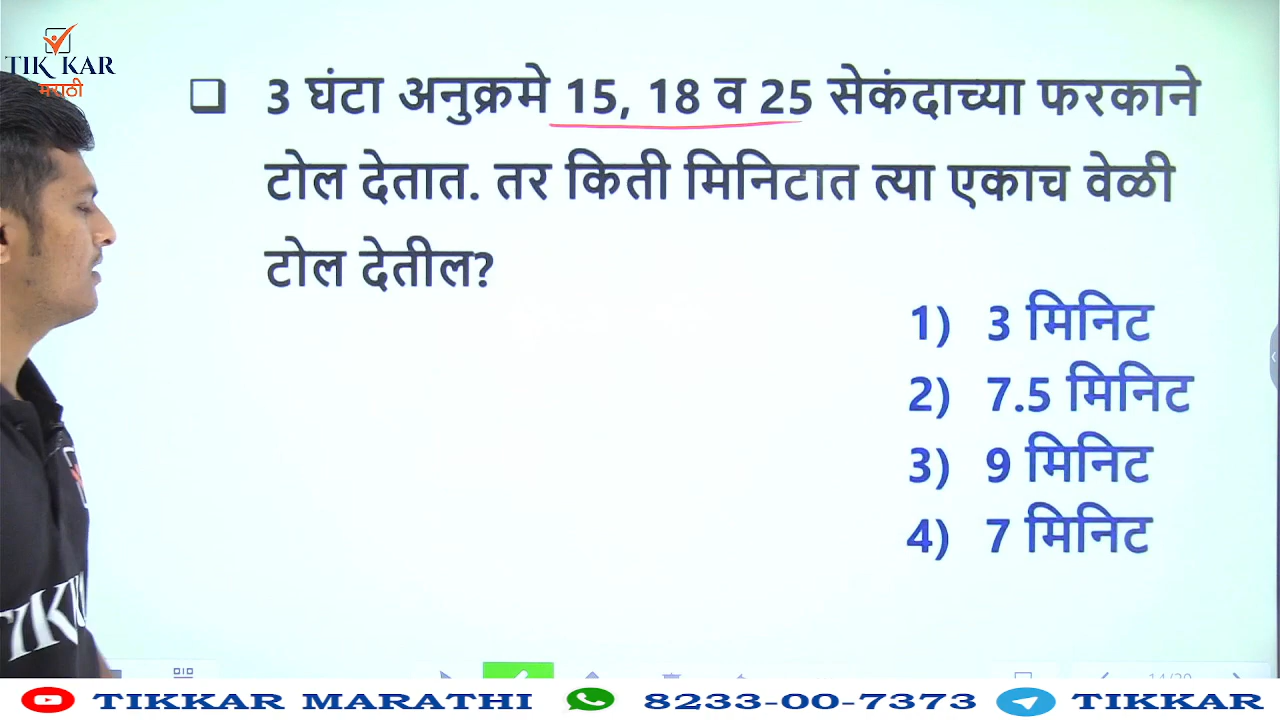 TIK KAR
मराठी
3 घंटा अनुक्रमे 15, 18 व 25 सेकंदाच्या फरकाने
टोल देतात. तर किती मिनिटात त्या एकाच वेळी
टोल देतील?
1) 3 मिनिट
2) 7.5 मिनिट
3) 9 मिनिट
4) 7 मिनिट
TIKKAR MARATHI 8233-00-7373 TIKKAR